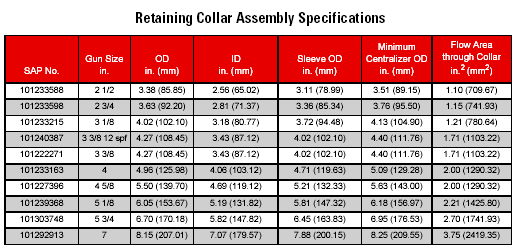 Retaining Collar Assembly Specifications
SAP No. Gun Size in. OD in. (mm) ID in. (mm) Sleeve OD in. (mm) Minimum Centralizer OD in. (mm) Flow Area through Collar in.² (mm²)
101233588 2 1/2 3.38 (85.85) 2.56 (65.02) 3.11 (78.99) 3.51 (89.15) 1.10 (709.67)
101233598 2 3/4 3.63 (92.20) 2.81 (71.37) 3.36 (85.34) 3.76 (95.50) 1.15 (741.93)
101233215 3 1/8 4.02 (102.10) 3.18 (80.77) 3.72 (94.48) 4.13 (104.90) 1.21 (780.64)
101240387 3 3/8 12 spf 4.27 (108.45) 3.43 (87.12) 4.02 (102.10) 4.40 (111.76) 1.71 (1103.22)
101222271 3 3/8 4.27 (108.45) 3.43 (87.12) 4.02 (102.10) 4.40 (111.76) 1.71 (1103.22)
101233163 4 4.96 (125.98) 4.06 (103.12) 4.71 (119.63) 5.09 (129.28) 2.00 (1290.32)
101227396 4 5/8 5.50 (139.70) 4.69 (119.12) 5.21 (132.33) 5.63 (143.00) 2.00 (1290.32)
101239368 5 1/8 6.05 (153.67) 5.19 (131.82) 5.81 (147.32) 6.18 (156.97) 2.21 (1425.80)
101303748 5 3/4 6.70 (170.18) 5.82 (147.82) 6.45 (163.83) 6.95 (176.53) 2.70 (1741.93)
101292913 7 8.15 (207.01) 7.07 (179.57) 7.88 (200.15) 8.25 (209.55) 3.75 (2419.35)